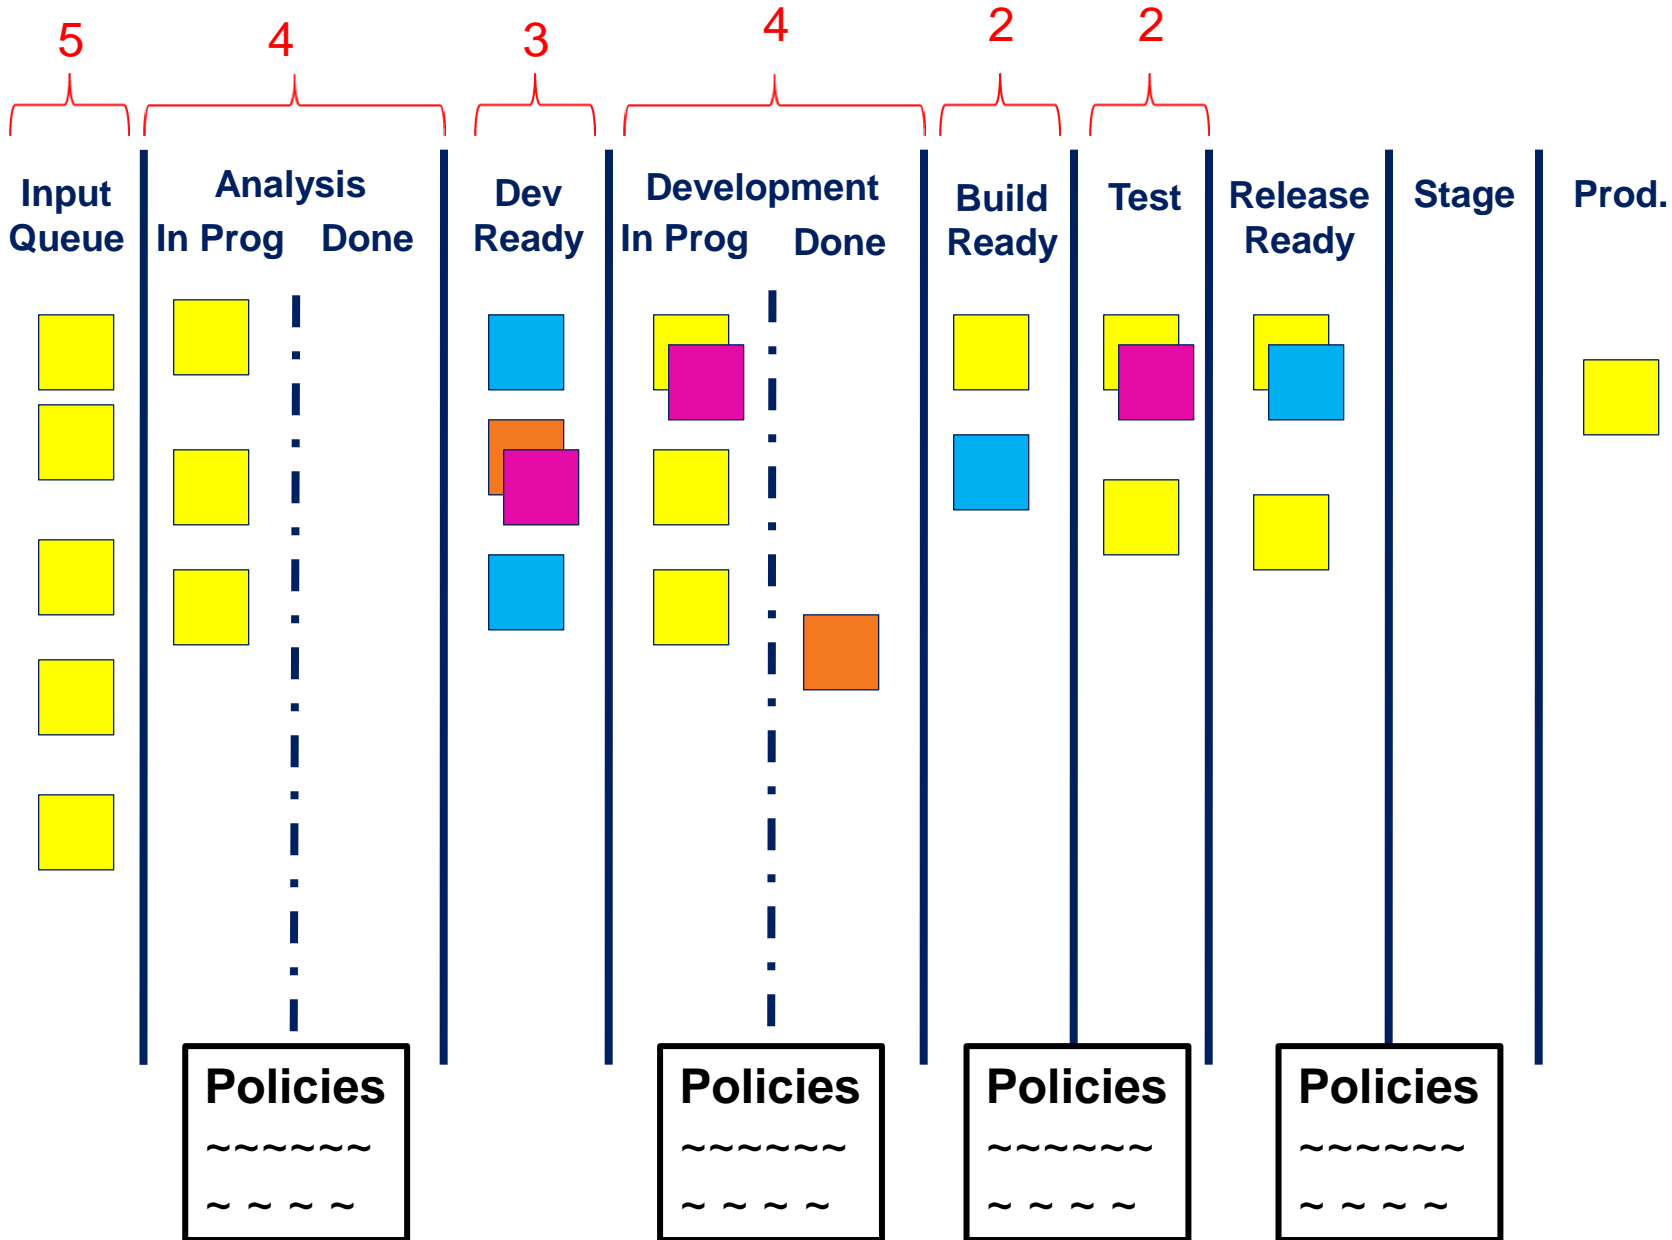 5 4 3 4 2 2
Input Queue
Analysis
In Prog Done
Dev Ready
Development
In Prog Done
Build Ready
Test
Release Ready
Stage
Prod.
Policies
~~~~~~
~ ~ ~ ~
Policies
~~~~~~
~ ~ ~ ~
Policies
~~~~~~
~ ~ ~ ~
Policies
~~~~~~
~ ~ ~ ~